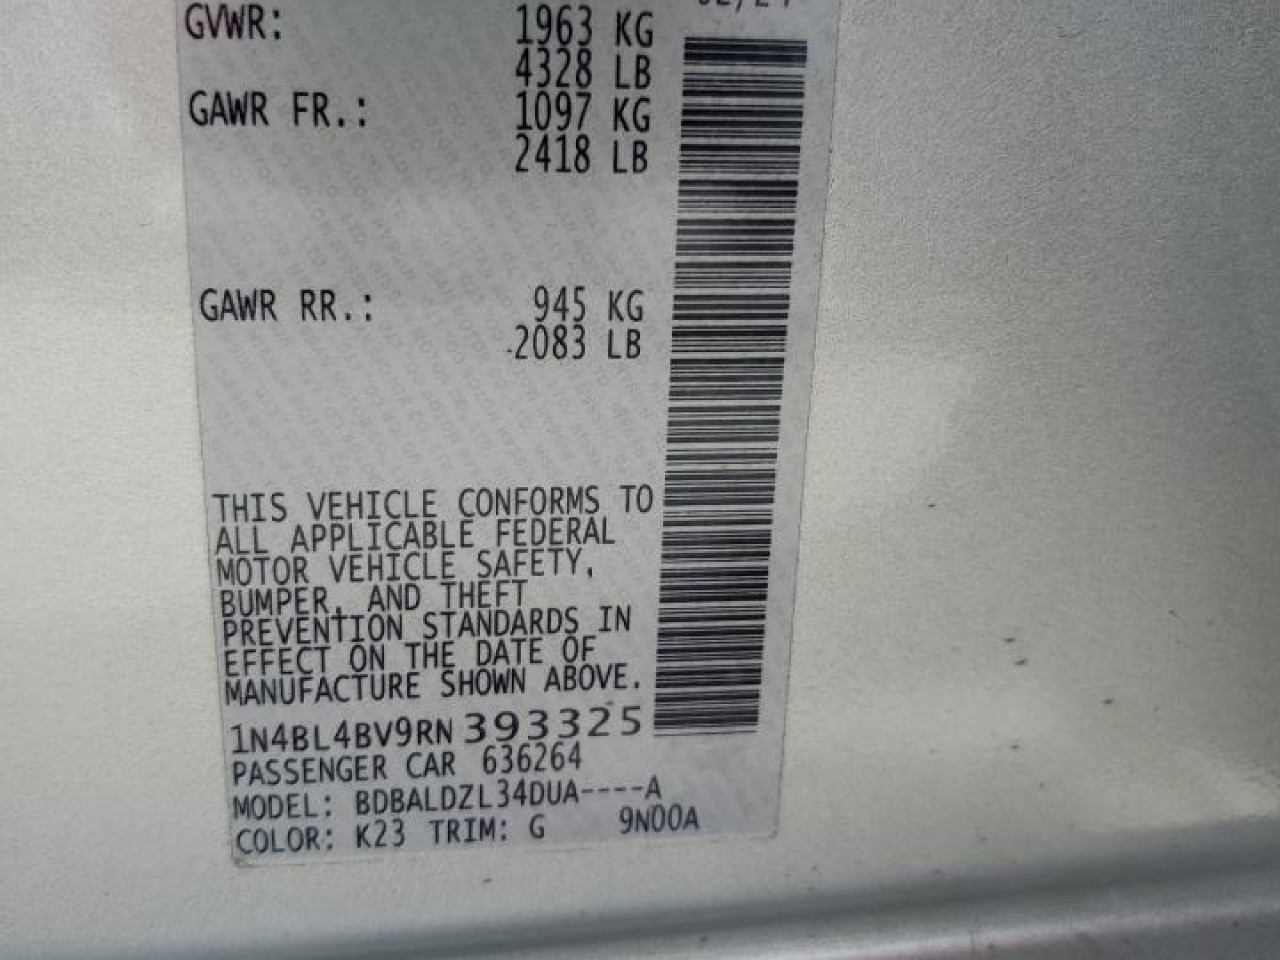 GVWR: 1963 KG
4328 LB
GAWR FR.: 1097 KG
2418 LB
GAWR RR.: 945 KG
2083 LB
THIS VEHICLE CONFORMS TO
ALL APPLICABLE FEDERAL
MOTOR VEHICLE SAFETY,
BUMPER, AND THEFT
PREVENTION STANDARDS IN
EFFECT ON THE DATE OF
MANUFACTURE SHOWN ABOVE.
1N4BL4BV9RN393325
PASSENGER CAR 636264
MODEL: BDBALDZL34DUA----A
COLOR: K23 TRIM: G 9N00A